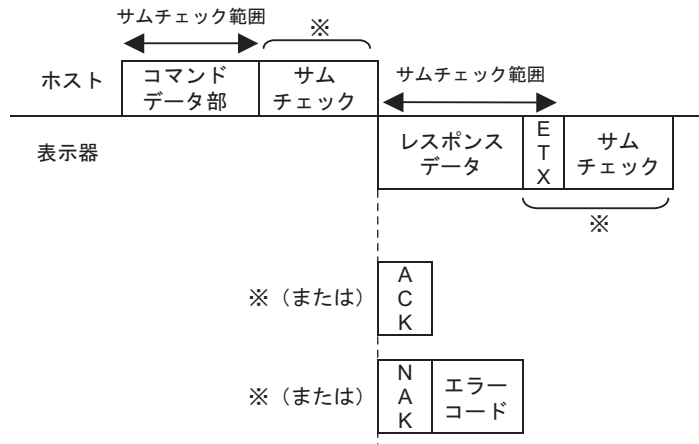 サムチェック範囲
※
ホスト
コマンド
データ部
サム
チェック
サムチェック範囲
表示器
レスポンス
データ
E
T
X
サム
チェック
※
※（または）
A
C
K
※（または）
N
A
K
エラー
コード